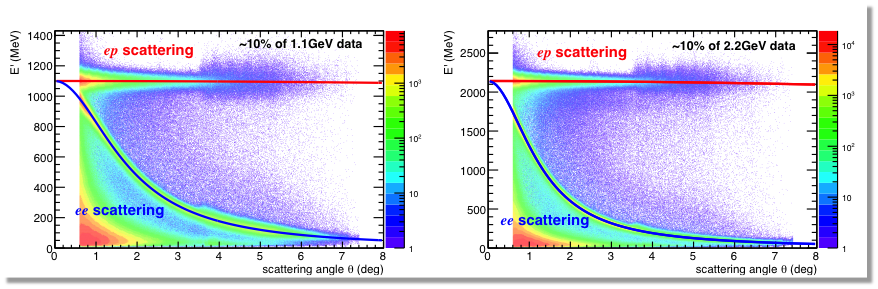 E' (MeV)
1400
1200
1000
800
600
400
200
0
ep scattering
~10% of 1.1GeV data
ee scattering
0 1 2 3 4 5 6 7 8
scattering angle θ (deg)
10³
10²
10
1
E' (MeV)
2500
2000
1500
1000
500
0
ep scattering
~10% of 2.2GeV data
ee scattering
0 1 2 3 4 5 6 7 8
scattering angle θ (deg)
10⁴
10³
10²
10
1